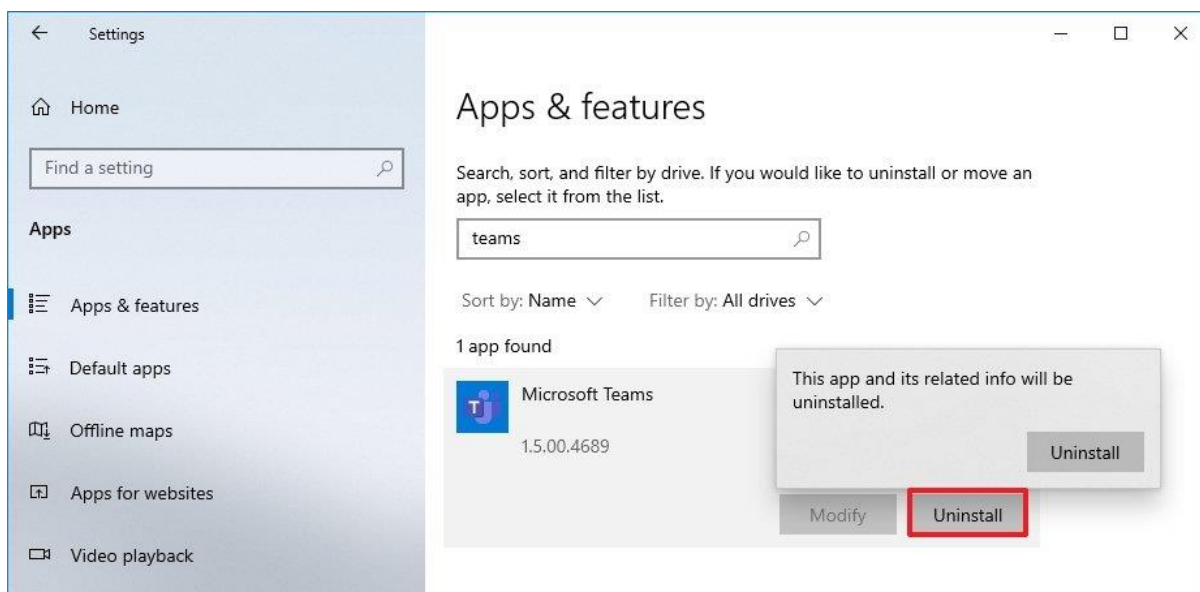 Settings
Home
Find a setting
Apps
Apps & features
Default apps
Offline maps
Apps for websites
Video playback
Apps & features
Search, sort, and filter by drive. If you would like to uninstall or move an
app, select it from the list.
teams
Sort by: Name
Filter by: All drives
1 app found
Microsoft Teams
1.5.00.4689
This app and its related info will be
uninstalled.
Uninstall
Modify
Uninstall